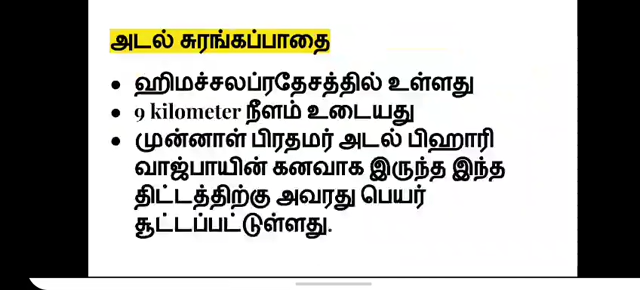 அடல் சுரங்கப்பாதை
• ஹிமச்சலப்ரதேசத்தில் உள்ளது
• 9 kilometer நீளம் உடையது
• முன்னாள் பிரதமர் அடல் பிஹாரி
வாஜ்பாயின் கனவாக இருந்த இந்த
திட்டத்திற்கு அவரது பெயர்
சூட்டப்பட்டுள்ளது.